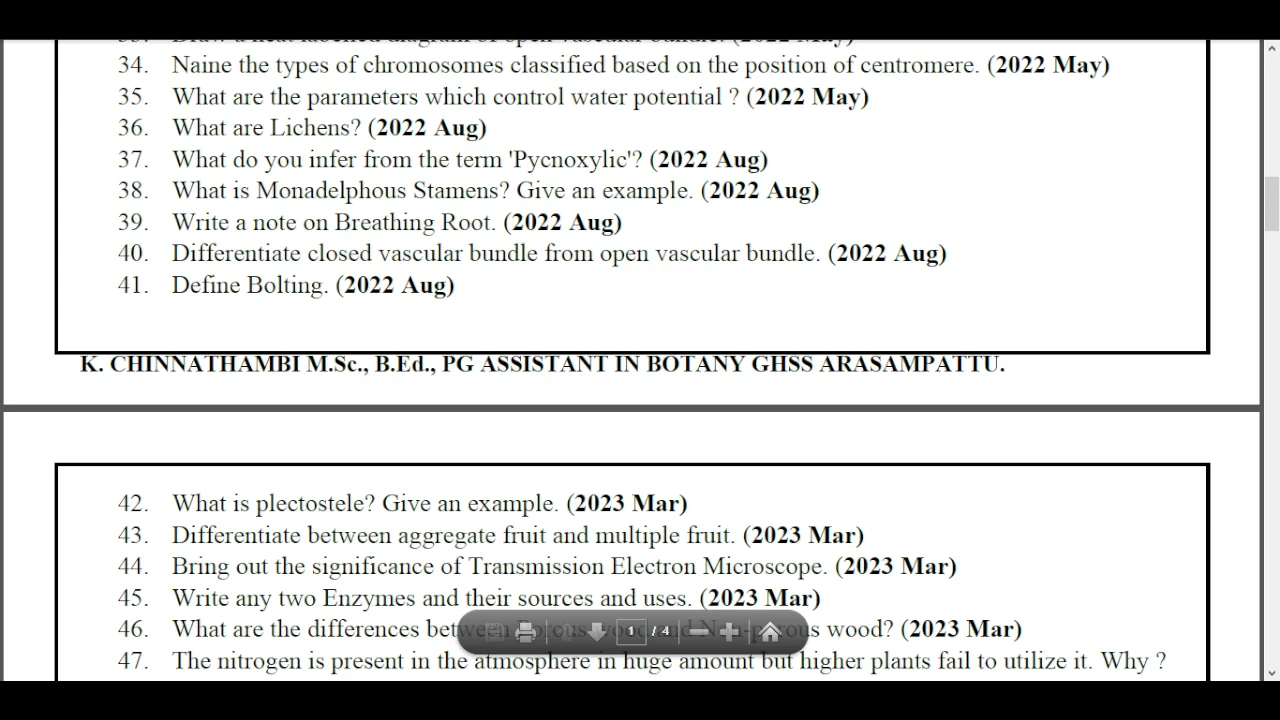 34. Naine the types of chromosomes classified based on the position of centromere. (2022 May)
35. What are the parameters which control water potential ? (2022 May)
36. What are Lichens? (2022 Aug)
37. What do you infer from the term 'Pycnoxylic'? (2022 Aug)
38. What is Monadelphous Stamens? Give an example. (2022 Aug)
39. Write a note on Breathing Root. (2022 Aug)
40. Differentiate closed vascular bundle from open vascular bundle. (2022 Aug)
41. Define Bolting. (2022 Aug)
K. CHINNATHAMBI M.Sc., B.Ed., PG ASSISTANT IN BOTANY GHSS ARASAMPATTU.
42. What is plectostele? Give an example. (2023 Mar)
43. Differentiate between aggregate fruit and multiple fruit. (2023 Mar)
44. Bring out the significance of Transmission Electron Microscope. (2023 Mar)
45. Write any two Enzymes and their sources and uses. (2023 Mar)
46. What are the differences between Porous wood and Non-porous wood? (2023 Mar)
1 / 4
47. The nitrogen is present in the atmosphere in huge amount but higher plants fail to utilize it. Why ?